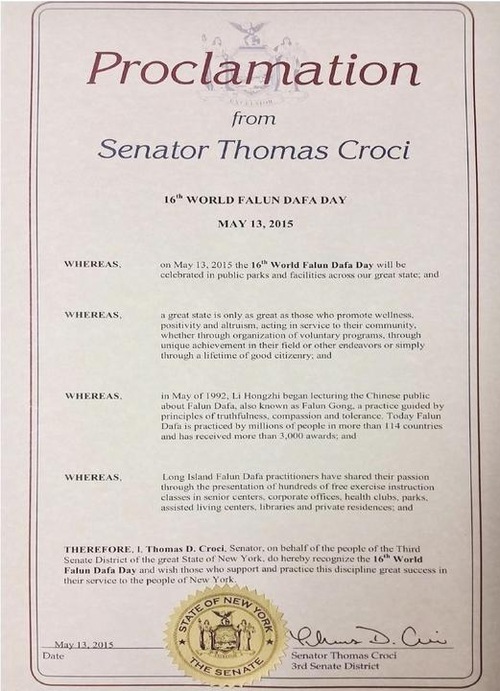 EXCELSIOR
Proclamation
from
Senator Thomas Croci
16th WORLD FALUN DAFA DAY
MAY 13, 2015
WHEREAS, on May 13, 2015 the 16th World Falun Dafa Day will be
celebrated in public parks and facilities across our great state; and
WHEREAS, a great state is only as great as those who promote wellness,
positivity and altruism, acting in service to their community,
whether through organization of voluntary programs, through
unique achievement in their field or other endeavors or simply
through a lifetime of good citizenry; and
WHEREAS, in May of 1992, Li Hongzhi began lecturing the Chinese public
about Falun Dafa, also known as Falun Gong, a practice guided by
principles of truthfulness, compassion and tolerance. Today Falun
Dafa is practiced by millions of people in more than 114 countries
and has received more than 3,000 awards; and
WHEREAS, Long Island Falun Dafa practitioners have shared their passion
through the presentation of hundreds of free exercise instruction
classes in senior centers, corporate offices, health clubs, parks,
assisted living centers, libraries and private residences; and
THEREFORE, I, Thomas D. Croci, Senator, on behalf of the people of the Third
Senate District of the great State of New York, do hereby recognize the 16th World
Falun Dafa Day and wish those who support and practice this discipline great success in
their service to the people of New York.
STATE OF NEW YORK
THE SENATE
May 13, 2015
Date
Thomas D. Croci
Senator Thomas Croci
3rd Senate District